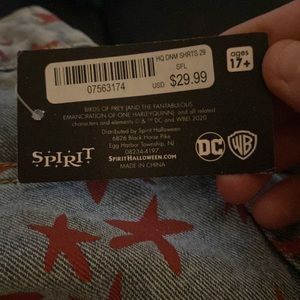 HQ DNM SHRTS 28
SFL
07563174
USD $29.99
ages
17+
BIRDS OF PREY (AND THE FANTABULOUS
EMANCIPATION OF ONE HARLEY QUINN) and all related
characters and elements © & ™ DC and WBEI 2020
Distributed by Spirit Halloween
6826 Black Horse Pike
Egg Harbor Township, NJ
08234-4197
SPIRITHALLOWEEN.COM
MADE IN CHINA
SPIRIT
DC
WB